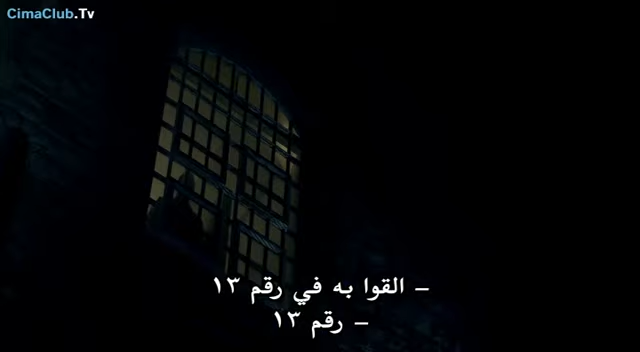 CimaClub.Tv
– القوا به في رقم ١٣
– رقم ١٣